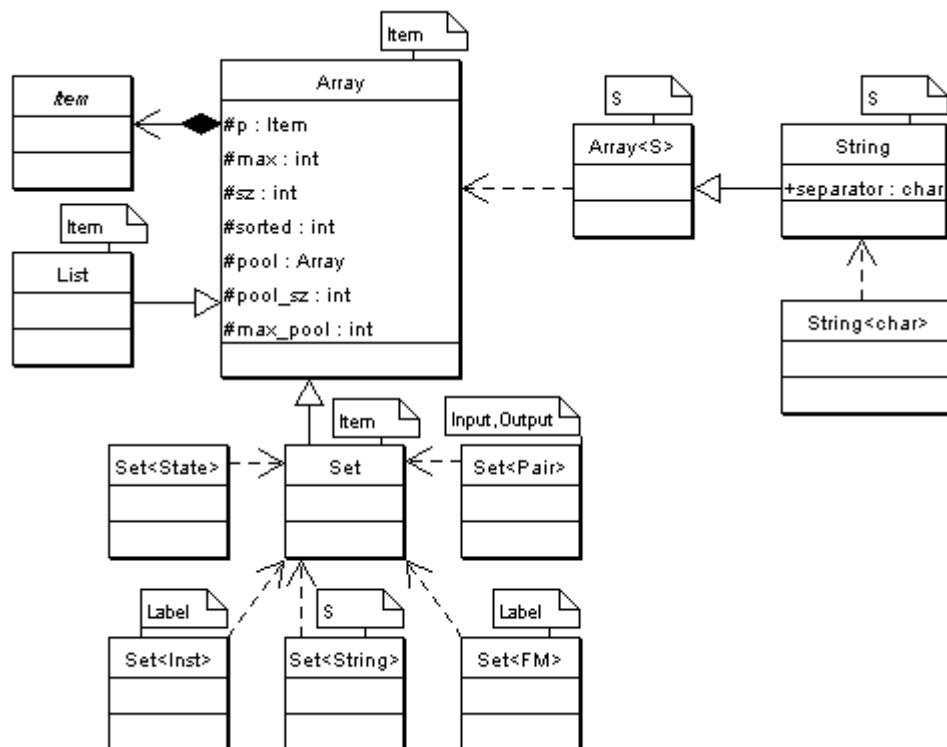 Item
Item
Array
#p : Item
#max : int
#sz : int
#sorted : int
#pool : Array
#pool_sz : int
#max_pool : int
S
Array<S>
S
String
+separator : char
Item
List
String<char>
Item
Input,Output
Set<State>
Set
Set<Pair>
Label
S
Label
Set<Inst>
Set<String>
Set<FM>